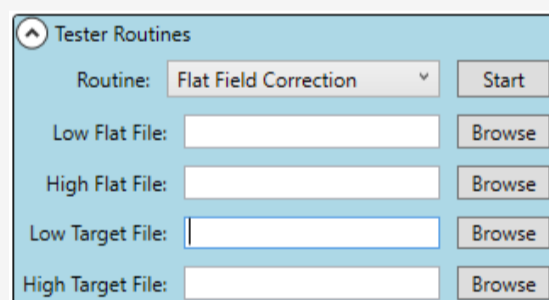 Tester Routines
Routine: Flat Field Correction Start
Low Flat File: Browse
High Flat File: Browse
Low Target File: Browse
High Target File: Browse